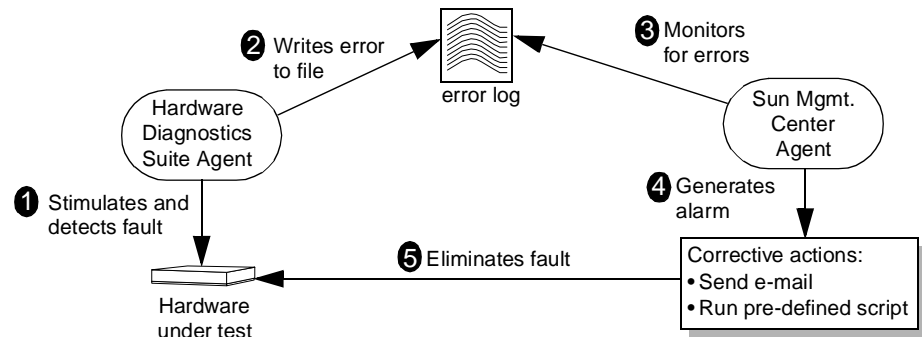 2 Writes error
to file
error log
3 Monitors
for errors
Hardware
Diagnostics
Suite Agent
Sun Mgmt.
Center
Agent
1 Stimulates and
detects fault
4 Generates
alarm
5 Eliminates fault
Corrective actions:
• Send e-mail
• Run pre-defined script
Hardware
under test